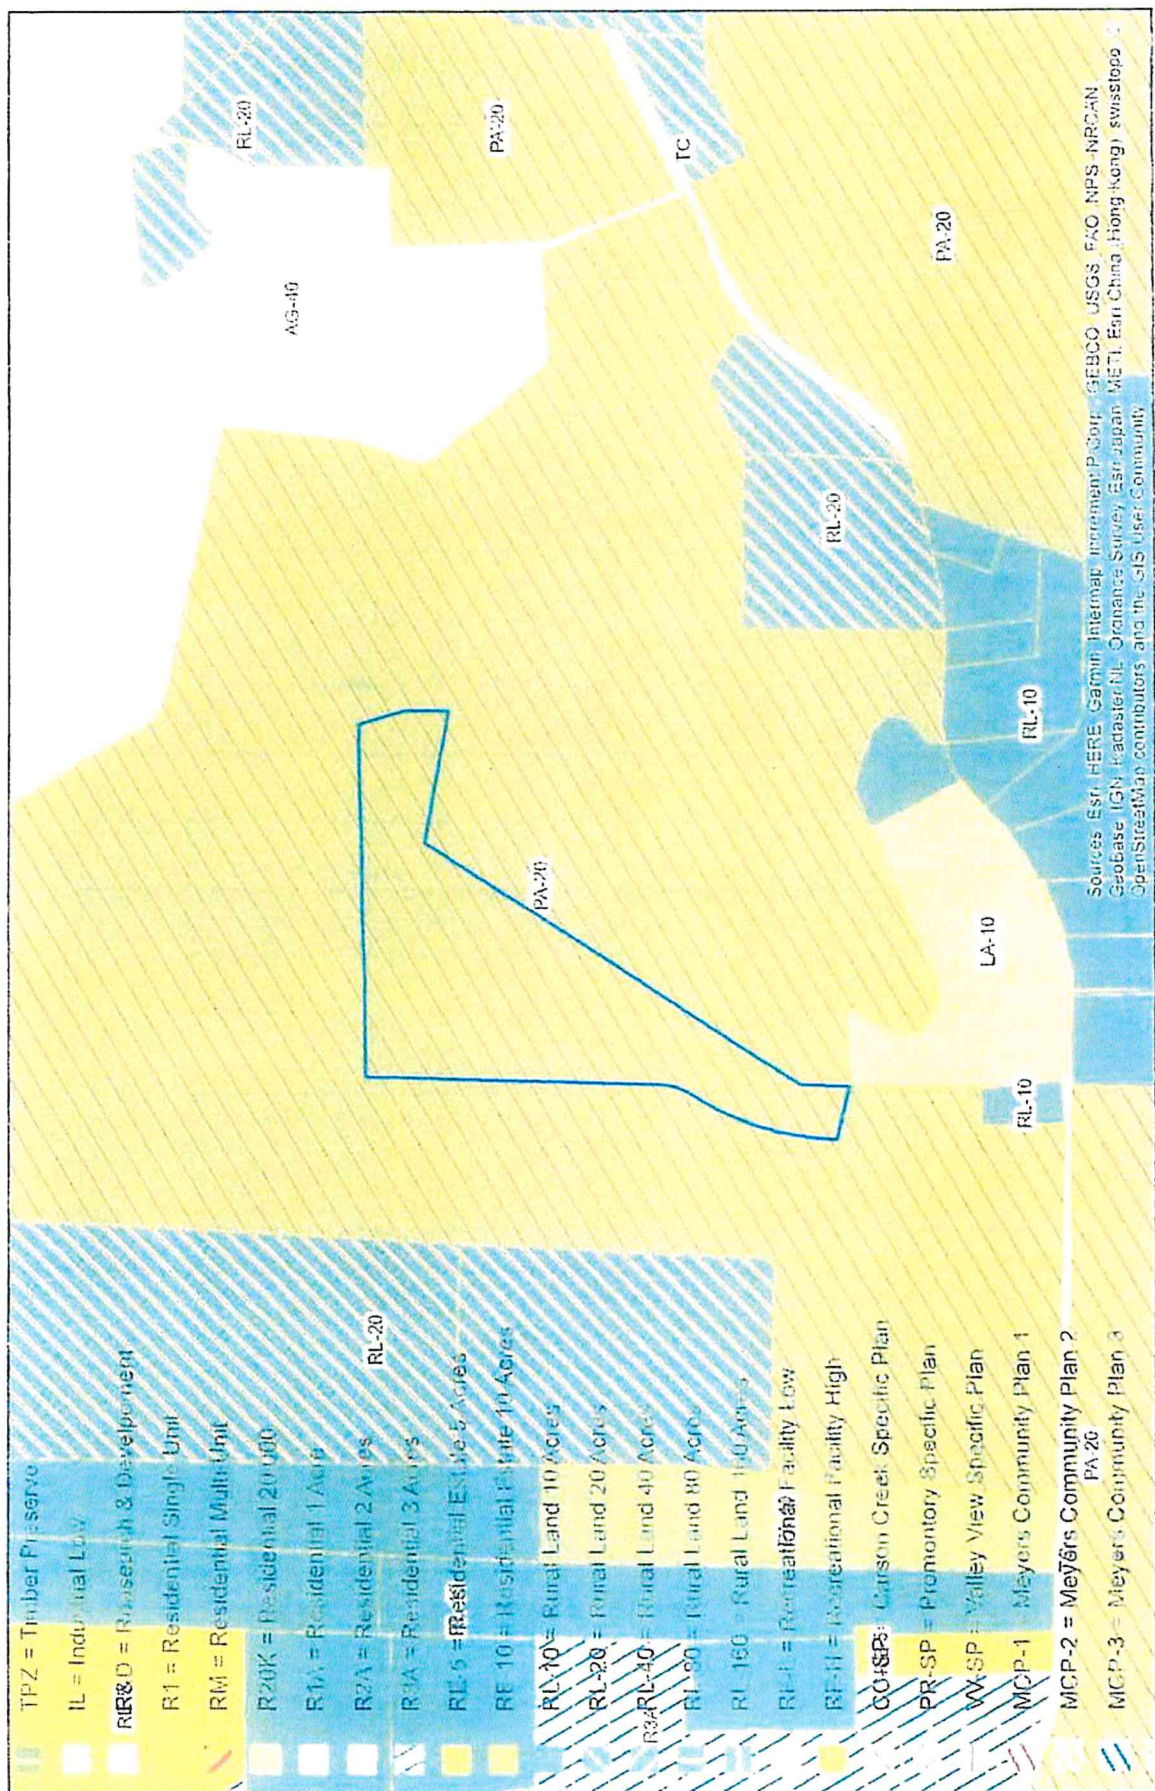 TPZ = Timber Preserve
IL = Industrial Low
R&D = Research & Development
R1 = Residential Single Unit
RM = Residential Multi-Unit
R20K = Residential 20,000
R1A = Residential 1 Acre
R2A = Residential 2 Acres
R3A = Residential 3 Acres
RE-5 = Residential Estate 5 Acres
RE-10 = Residential Estate 10 Acres
RL-10 = Rural Land 10 Acres
RL-20 = Rural Land 20 Acres
RL-40 = Rural Land 40 Acres
RL-80 = Rural Land 80 Acres
RL-160 = Rural Land 160 Acres
RF-L = Recreational Facility Low
RF-H = Recreational Facility High
= Carson Creek Specific Plan
PR-SP = Promontory Specific Plan
= Valley View Specific Plan
MCP-1 = Meyers Community Plan 1
MCP-2 = Meyers Community Plan 2
MCP-3 = Meyers Community Plan 3
R3A
PA-20
RL-20
RL-10
LA-10
PA-20
RL-10
RL-20
AG-40
RL-20
PA-20
TC
PA-20
Sources: Esri, HERE, Garmin, Intermap, increment P Corp., GEBCO, USGS, FAO, NPS, NRCAN,
GeoBase, IGN, Kadaster NL, Ordnance Survey, Esri Japan, METI, Esri China (Hong Kong), swisstopo, ©
OpenStreetMap contributors, and the GIS User Community